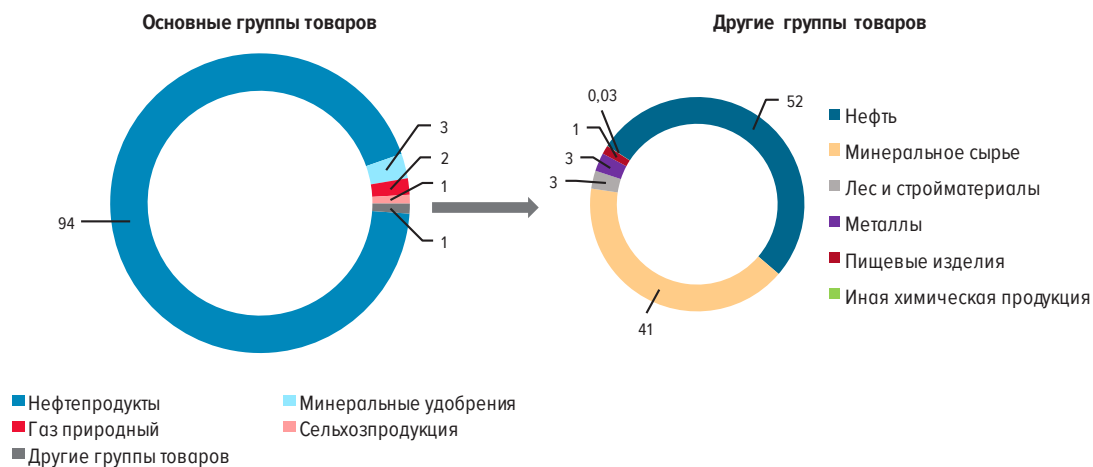 Основные группы товаров
3
2
1
1
94
Нефтепродукты
Минеральные удобрения
Газ природный
Сельхозпродукция
Другие группы товаров
Другие группы товаров
0,03
52
1
3
3
41
Нефть
Минеральное сырье
Лес и стройматериалы
Металлы
Пищевые изделия
Иная химическая продукция